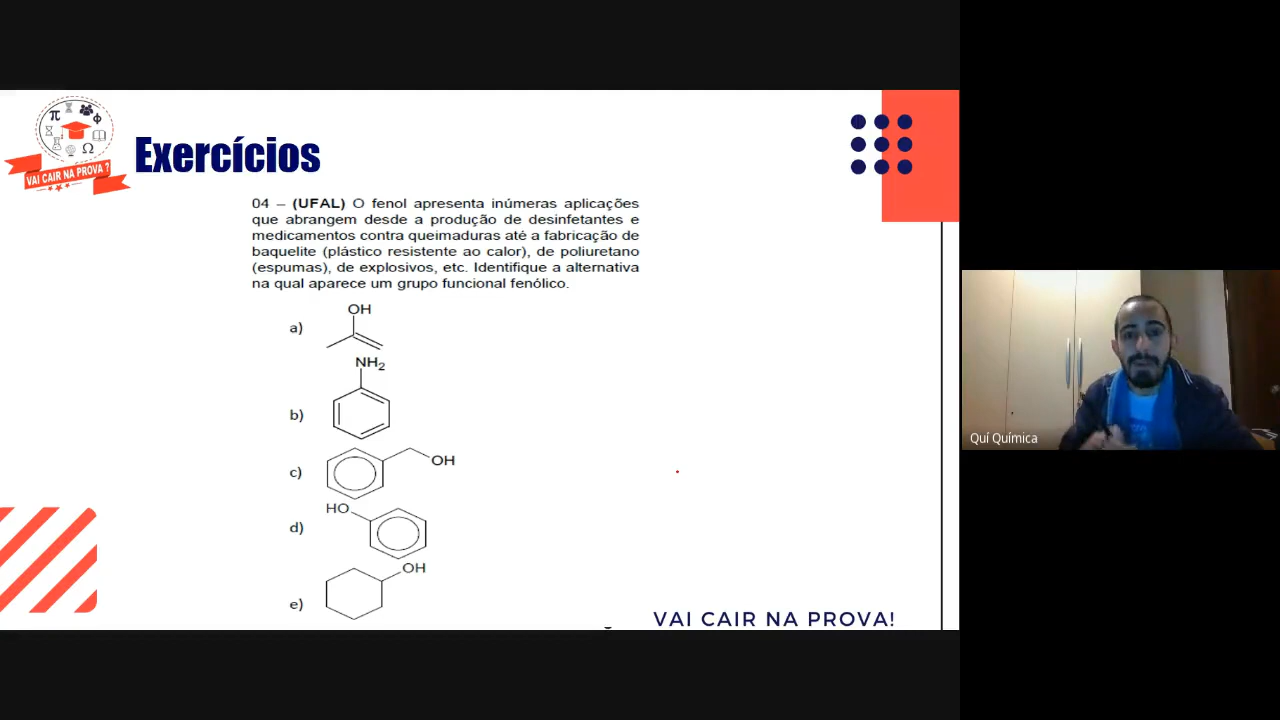 π
Φ
Ω
VAI CAIR NA PROVA ?
Exercícios
04 – (UFAL) O fenol apresenta inúmeras aplicações
que abrangem desde a produção de desinfetantes e
medicamentos contra queimaduras até a fabricação de
baquelite (plástico resistente ao calor), de poliuretano
(espumas), de explosivos, etc. Identifique a alternativa
na qual aparece um grupo funcional fenólico.
OH
a)
NH2
b)
c)
OH
HO
d)
OH
e)
VAI CAIR NA PROVA!
Quí Química